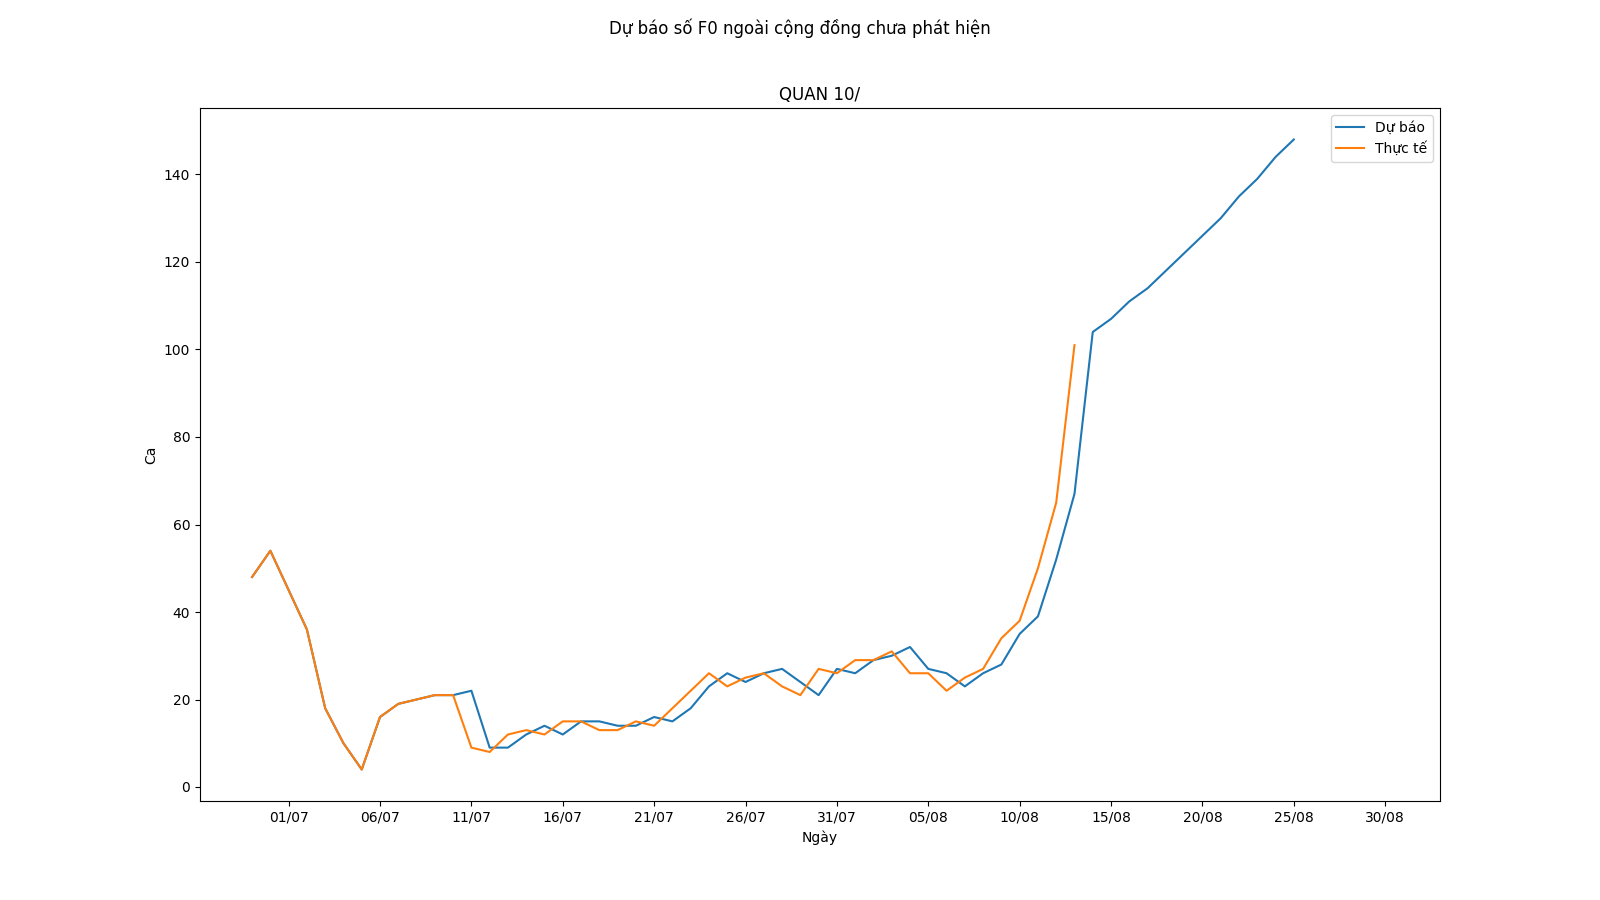 Dự báo số F0 ngoài cộng đồng chưa phát hiện
QUAN 10/
Dự báo
Thực tế
140
120
100
80
60
40
20
0
Ca
01/07 06/07 11/07 16/07 21/07 26/07 31/07 05/08 10/08 15/08 20/08 25/08 30/08
Ngày